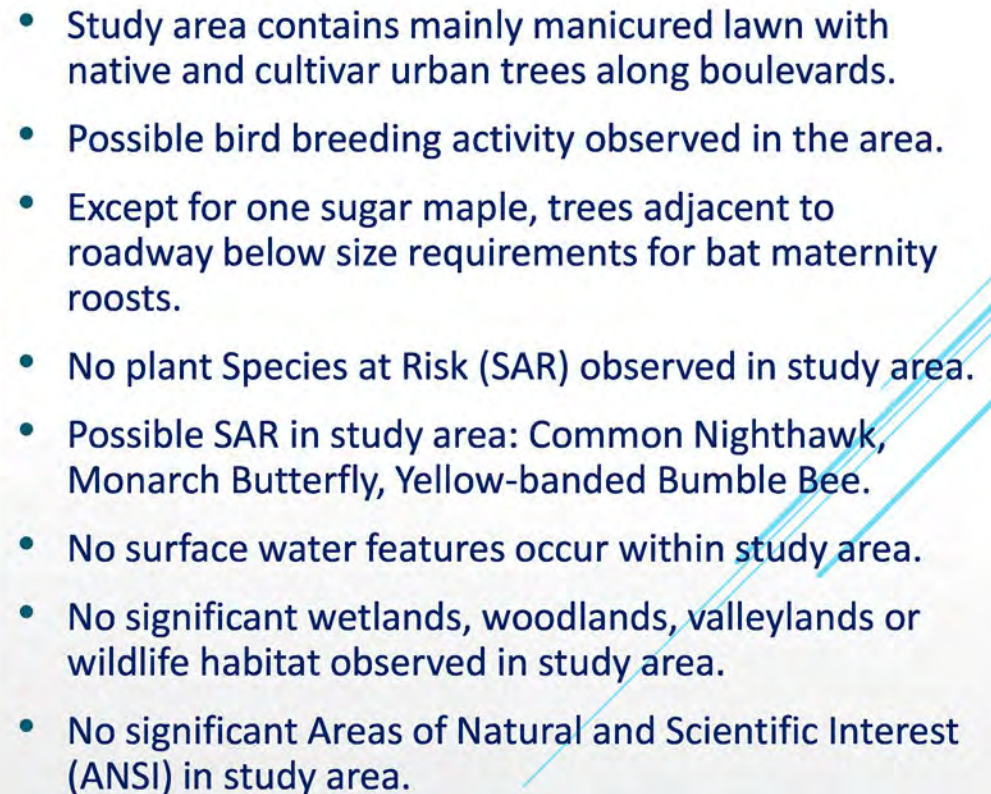 • Study area contains mainly manicured lawn with
native and cultivar urban trees along boulevards.
• Possible bird breeding activity observed in the area.
• Except for one sugar maple, trees adjacent to
roadway below size requirements for bat maternity
roosts.
• No plant Species at Risk (SAR) observed in study area.
• Possible SAR in study area: Common Nighthawk,
Monarch Butterfly, Yellow-banded Bumble Bee.
• No surface water features occur within study area.
• No significant wetlands, woodlands, valleylands or
wildlife habitat observed in study area.
• No significant Areas of Natural and Scientific Interest
(ANSI) in study area.